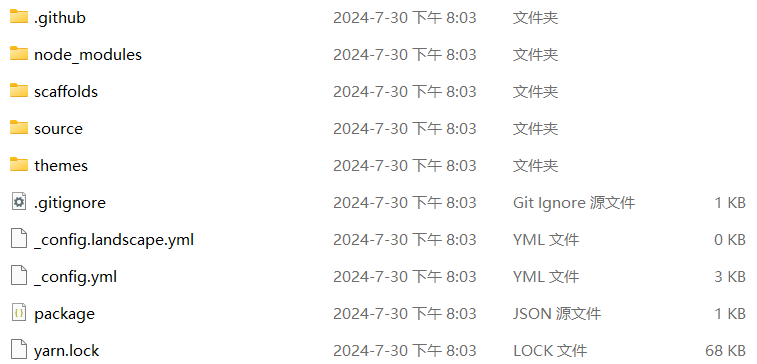 .github 2024-7-30 下午 8:03 文件夹
node_modules 2024-7-30 下午 8:03 文件夹
scaffolds 2024-7-30 下午 8:03 文件夹
source 2024-7-30 下午 8:03 文件夹
themes 2024-7-30 下午 8:03 文件夹
.gitignore 2024-7-30 下午 8:03 Git Ignore 源文件 1 KB
_config.landscape.yml 2024-7-30 下午 8:03 YML 文件 0 KB
_config.yml 2024-7-30 下午 8:03 YML 文件 3 KB
package 2024-7-30 下午 8:03 JSON 源文件 1 KB
yarn.lock 2024-7-30 下午 8:03 LOCK 文件 68 KB